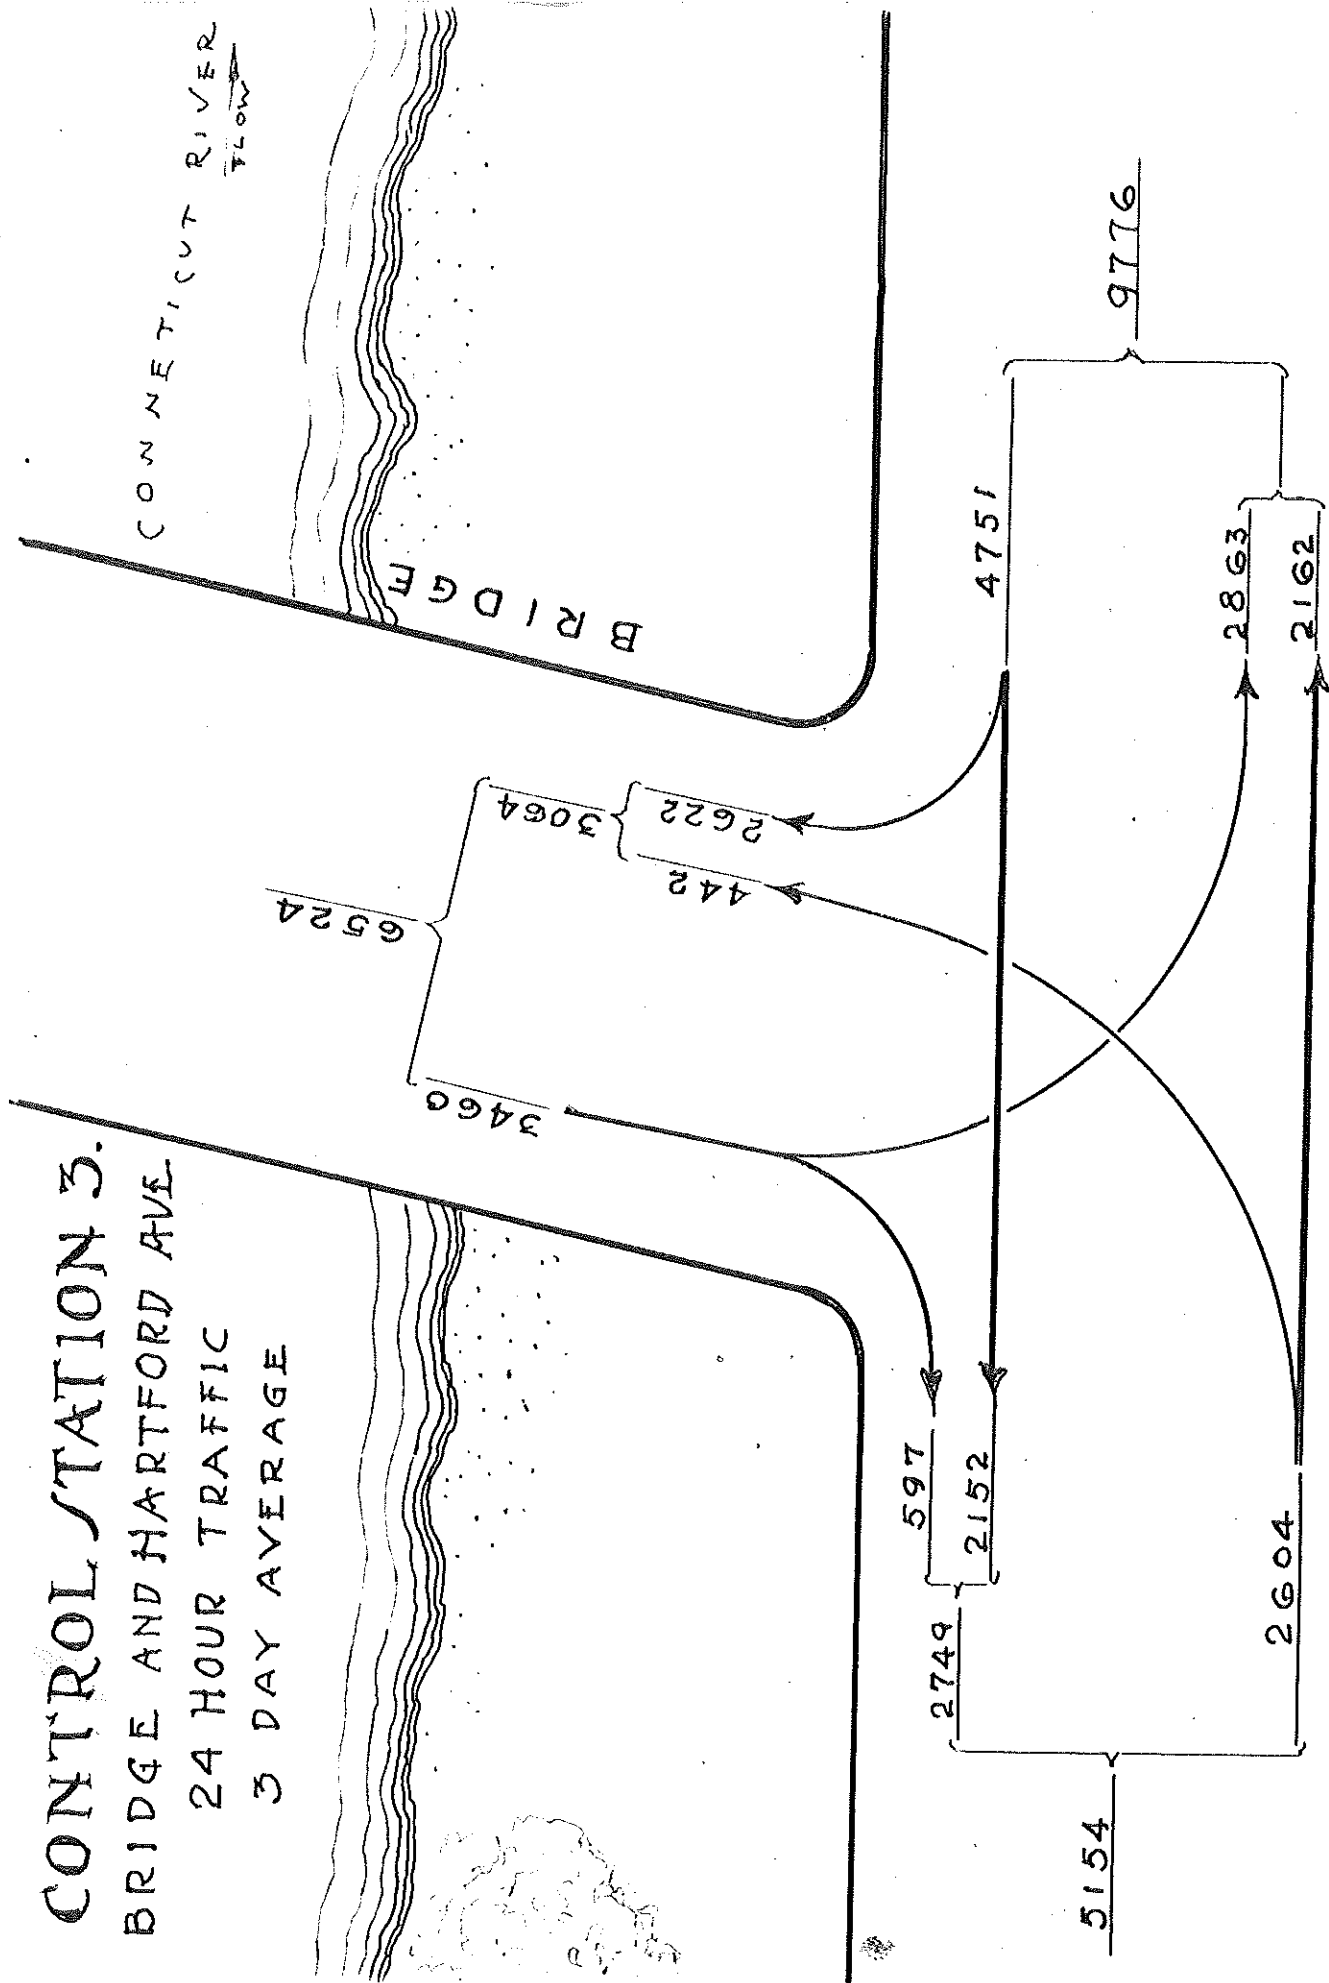 CONTROL STATION 3.
BRIDGE AND HARTFORD AVE
24 HOUR TRAFFIC
3 DAY AVERAGE
CONNETICUT RIVER
FLOW
BRIDGE
6524
3460
3064
442
2622
597
2152
2749
2604
5154
4751
2863
2162
9776